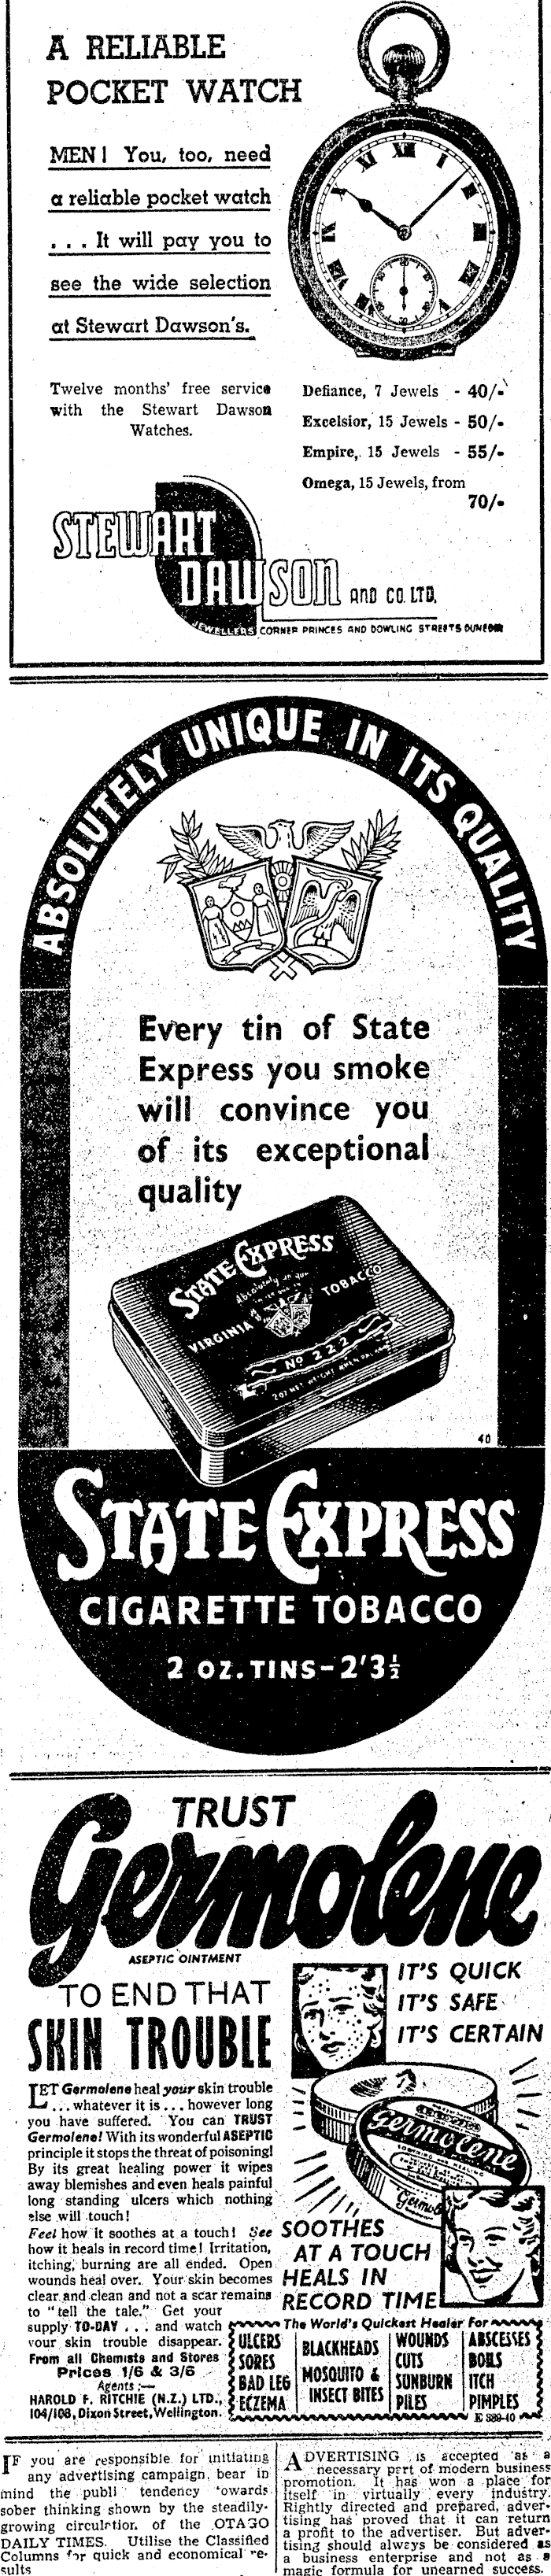 A RELIABLE
POCKET WATCH
MEN! You, too, need
a reliable pocket watch
. . . It will pay you to
see the wide selection
at Stewart Dawson's.
Twelve months' free service
with the Stewart Dawson
Watches.
Defiance, 7 Jewels - 40/-
Excelsior, 15 Jewels - 50/-
Empire, 15 Jewels - 55/-
Omega, 15 Jewels, from
70/-
STEWART
DAWSON AND CO. LTD.
JEWELLERS CORNER PRINCES AND DOWLING STREETS DUNEDIN
ABSOLUTELY UNIQUE IN ITS QUALITY
Every tin of State
Express you smoke
will convince you
of its exceptional
quality
STATE EXPRESS
VIRGINIA TOBACCO
No 222
40
STATE EXPRESS
CIGARETTE TOBACCO
2 OZ. TINS-2'3½
TRUST
Germolene
ASEPTIC OINTMENT
TO END THAT
SKIN TROUBLE
IT'S QUICK
IT'S SAFE
IT'S CERTAIN
LET Germolene heal your skin trouble
. . . whatever it is . . . however long
you have suffered. You can TRUST
Germolene! With its wonderful ASEPTIC
principle it stops the threat of poisoning!
By its great healing power it wipes
away blemishes and even heals painful
long standing ulcers which nothing
else will touch!
Feel how it soothes at a touch! See
how it heals in record time! Irritation,
itching, burning are all ended. Open
wounds heal over. Your skin becomes
clear and clean and not a scar remains
to "tell the tale." Get your
supply TO-DAY . . . and watch
your skin trouble disappear.
From all Chemists and Stores
Prices 1/6 & 3/6
Agents:—
HAROLD F. RITCHIE (N.Z.) LTD.,
104/108, Dixon Street, Wellington.
Germolene
SOOTHES
AT A TOUCH
HEALS IN
RECORD TIME
The World's Quickest Healer For
ULCERS
SORES
BAD LEG
ECZEMA
BLACKHEADS
MOSQUITO &
INSECT BITES
WOUNDS
CUTS
SUNBURN
PILES
ABSCESSES
BOILS
ITCH
PIMPLES
E 389-40
IF you are responsible for initiating
any advertising campaign, bear in
mind the publi tendency towards
sober thinking shown by the steadily-
growing circulation of the OTAGO
DAILY TIMES. Utilise the Classified
Columns for quick and economical re-
sults
ADVERTISING is accepted as a
necessary part of modern business
promotion. It has won a place for
itself in virtually every industry.
Rightly directed and prepared, adver-
tising has proved that it can return
a profit to the advertiser. But adver-
tising should always be considered as
a business enterprise and not as a
magic formula for unearned success.